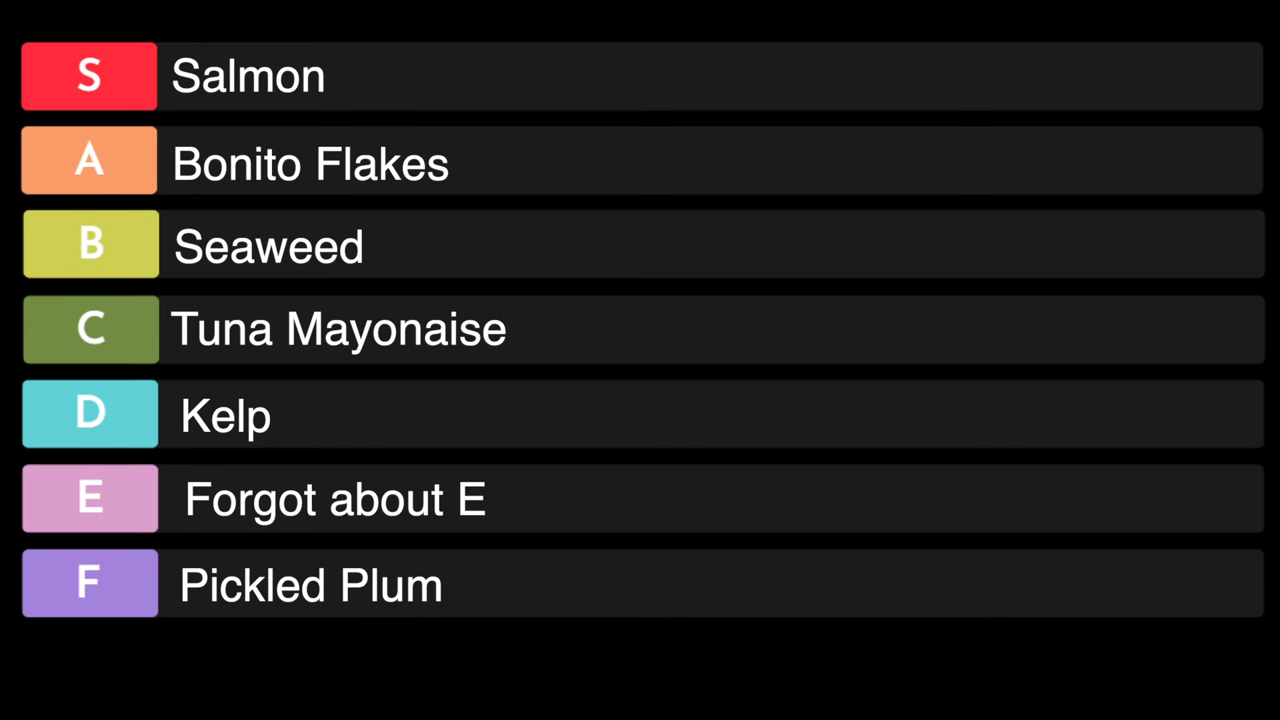 S Salmon
A Bonito Flakes
B Seaweed
C Tuna Mayonaise
D Kelp
E Forgot about E
F Pickled Plum